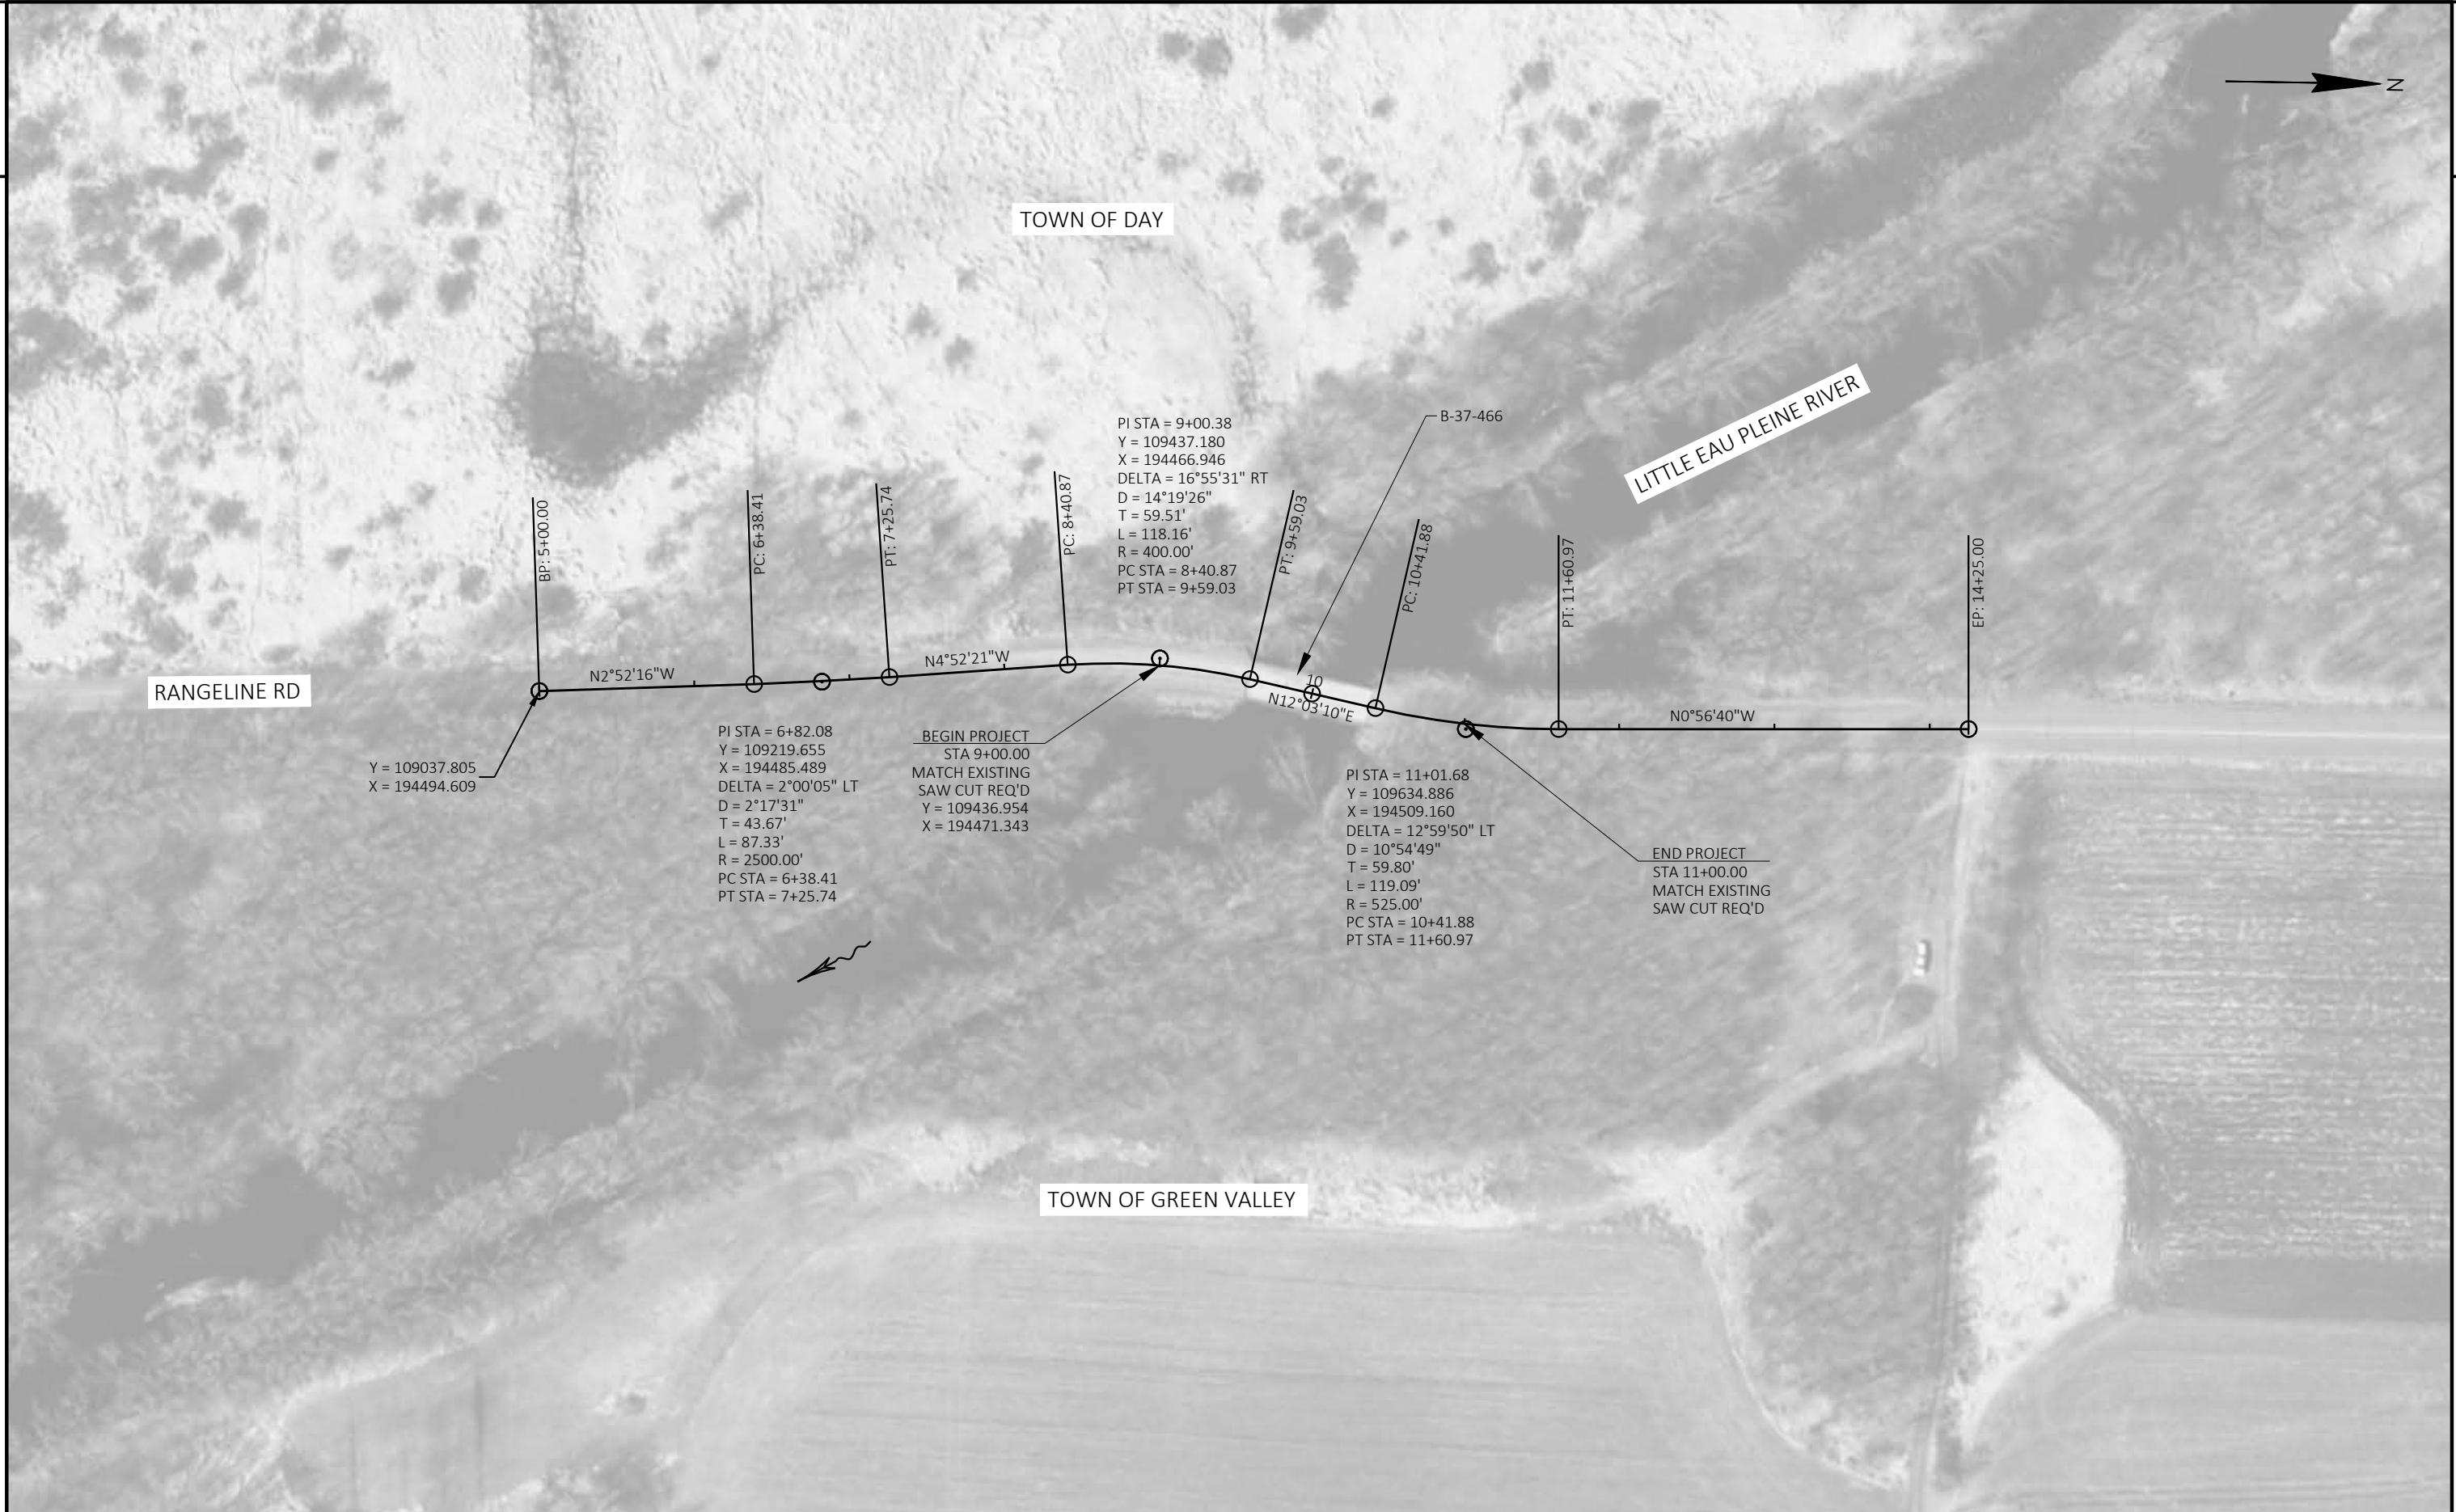 N
TOWN OF DAY
LITTLE EAU PLEINE RIVER
B-37-466
PI STA = 9+00.38
Y = 109437.180
X = 194466.946
DELTA = 16°55'31" RT
D = 14°19'26"
T = 59.51'
L = 118.16'
R = 400.00'
PC STA = 8+40.87
PT STA = 9+59.03
BP: 5+00.00
PC: 6+38.41
PT: 7+25.74
PC: 8+40.87
PT: 9+59.03
PC: 10+41.88
PT: 11+60.97
EP: 14+25.00
RANGELINE RD
N2°52'16"W
N4°52'21"W
10
N12°03'10"E
N0°56'40"W
Y = 109037.805
X = 194494.609
PI STA = 6+82.08
Y = 109219.655
X = 194485.489
DELTA = 2°00'05" LT
D = 2°17'31"
T = 43.67'
L = 87.33'
R = 2500.00'
PC STA = 6+38.41
PT STA = 7+25.74
BEGIN PROJECT
STA 9+00.00
MATCH EXISTING
SAW CUT REQ'D
Y = 109436.954
X = 194471.343
PI STA = 11+01.68
Y = 109634.886
X = 194509.160
DELTA = 12°59'50" LT
D = 10°54'49"
T = 59.80'
L = 119.09'
R = 525.00'
PC STA = 10+41.88
PT STA = 11+60.97
END PROJECT
STA 11+00.00
MATCH EXISTING
SAW CUT REQ'D
TOWN OF GREEN VALLEY